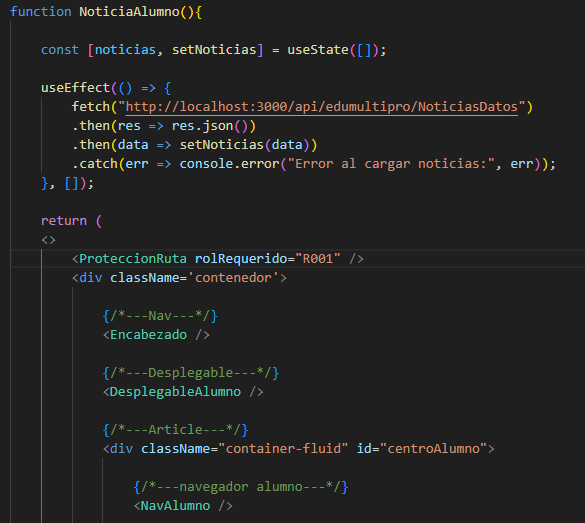 function NoticiaAlumno(){
const [noticias, setNoticias] = useState([]);
useEffect(() => {
fetch("http://localhost:3000/api/edumultipro/NoticiasDatos")
.then(res => res.json())
.then(data => setNoticias(data))
.catch(err => console.error("Error al cargar noticias:", err));
}, []);
return (
<>
<ProteccionRuta rolRequerido="R001" />
<div className='contenedor'>
{/*---Nav---*/}
<Encabezado />
{/*---Desplegable---*/}
<DesplegableAlumno />
{/*---Article---*/}
<div className="container-fluid" id="centroAlumno">
{/*---navegador alumno---*/}
<NavAlumno />